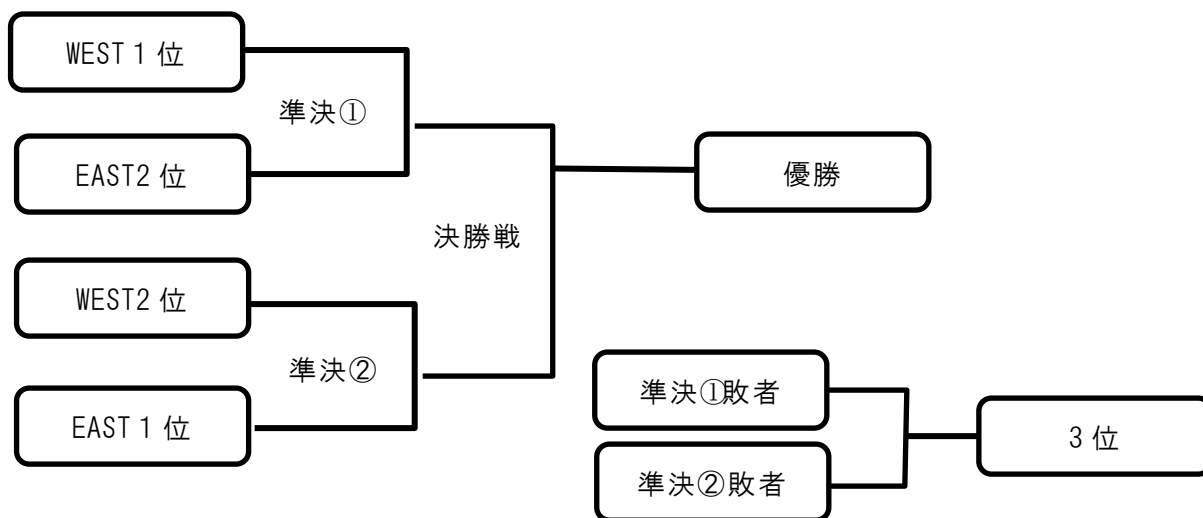 WEST 1 位
準決①
EAST2 位
優勝
決勝戦
WEST2 位
準決②
EAST 1 位
準決①敗者
3 位
準決②敗者